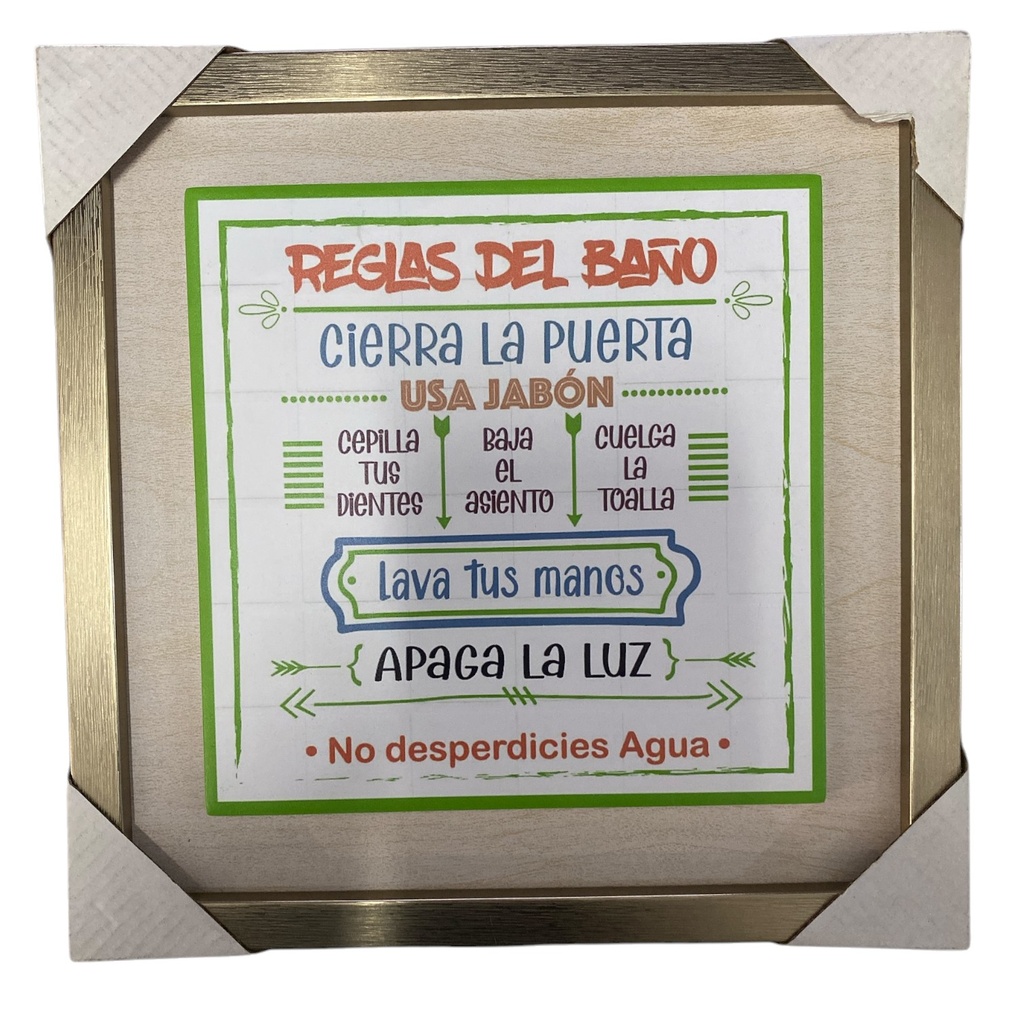 REGLAS DEL BAÑO
CIERRA LA PUERTA
USA JABÓN
CEPILLA
TUS
DIENTES
BAJA
EL
ASIENTO
CUELGA
LA
TOALLA
Lava tus manos
APAGA LA LUZ
• No desperdicies Agua •